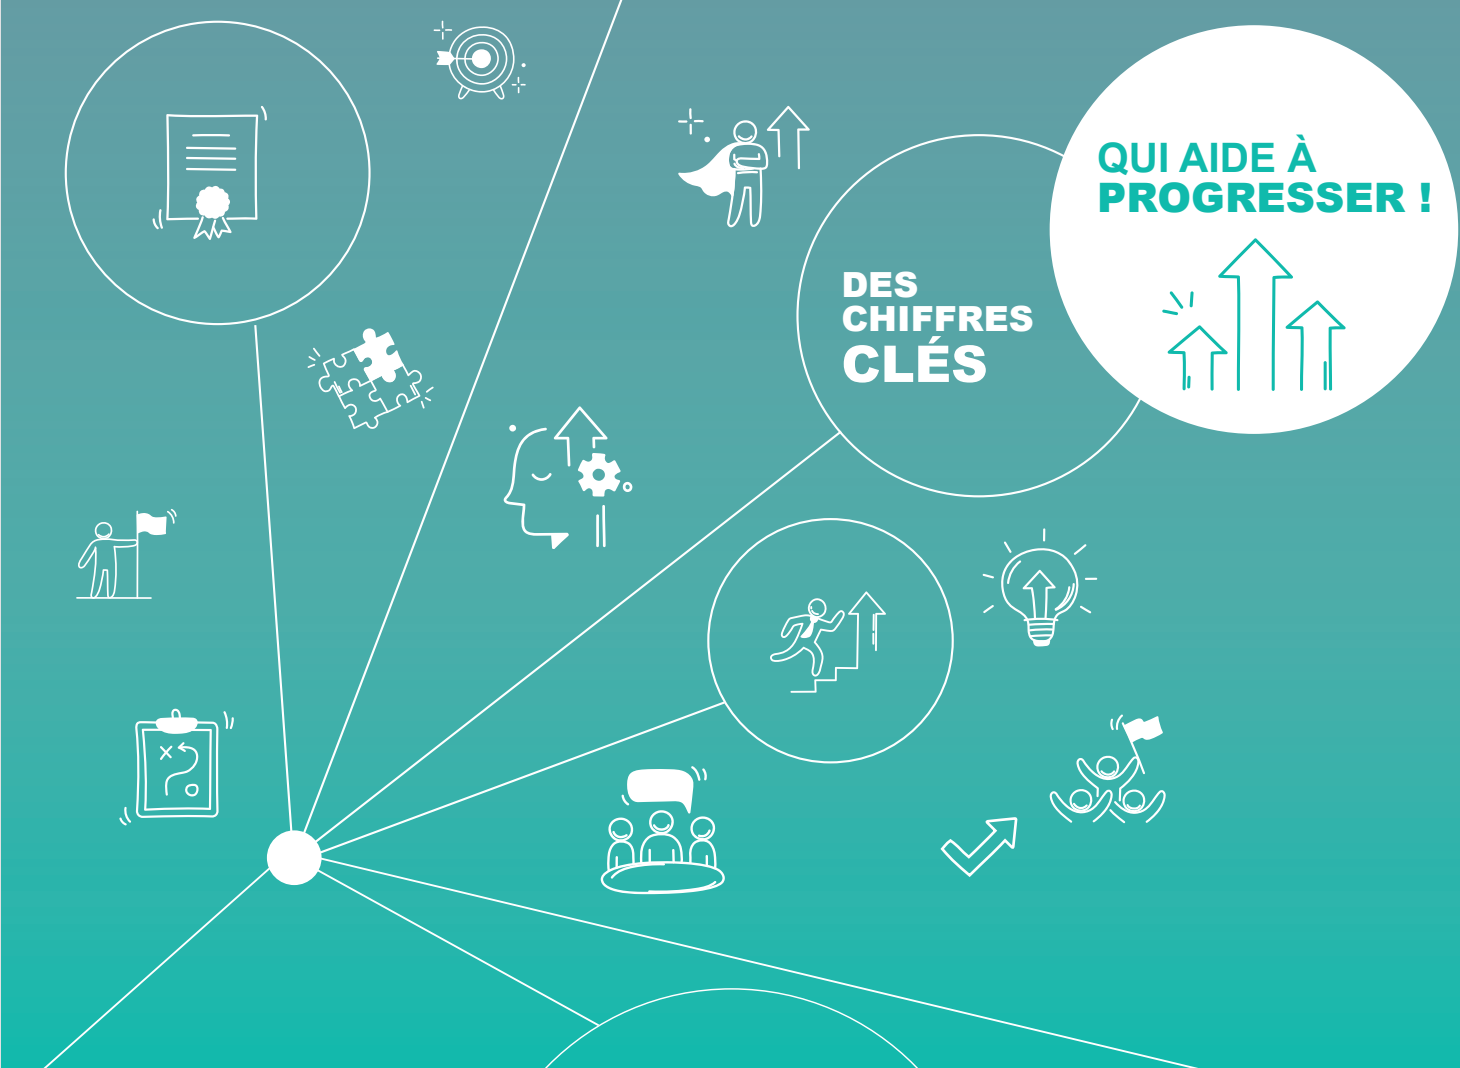 QUI AIDE À
PROGRESSER !
DES
CHIFFRES
CLÉS